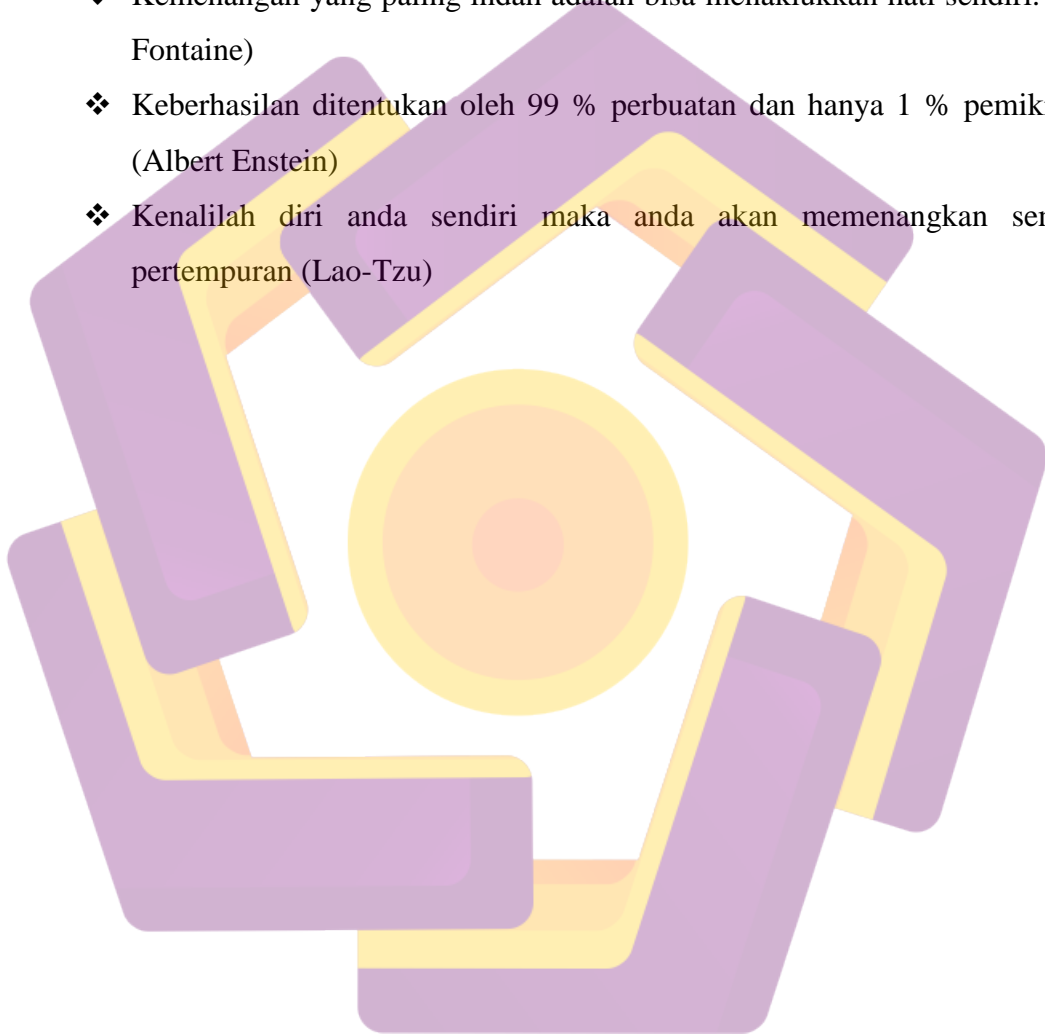 ❖ Kemenangan yang paling indah adalah bisa menaklukkan hati sendiri.
Fontaine)
❖ Keberhasilan ditentukan oleh 99 % perbuatan dan hanya 1 %
(Albert Enstein)
❖ Kenalilah diri anda sendiri maka anda akan memenangkan
pertempuran (Lao-Tzu)